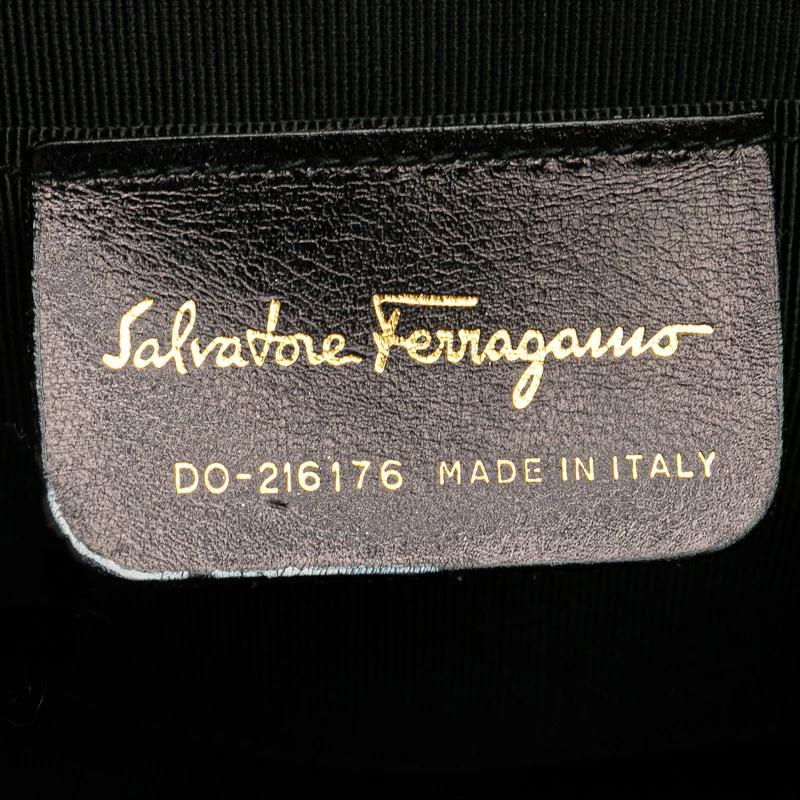 Salvatore Ferragamo
DO-216176 MADE IN ITALY